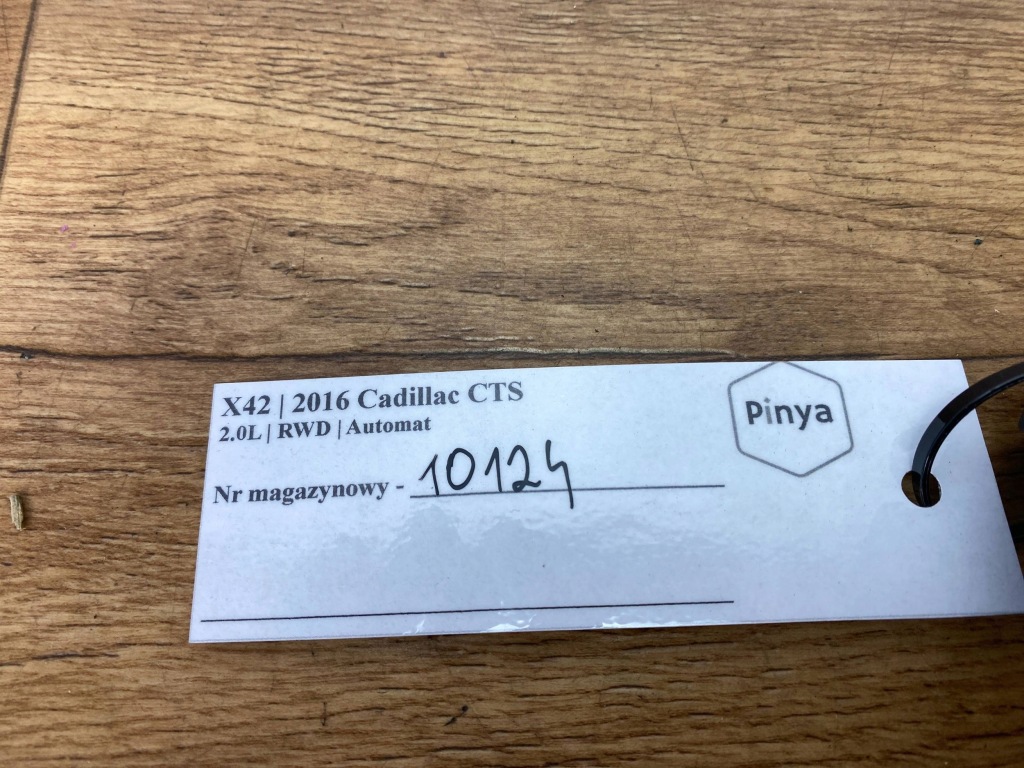 X42 | 2016 Cadillac CTS
2.0L | RWD | Automat
Nr magazynowy - 10124
Pinya